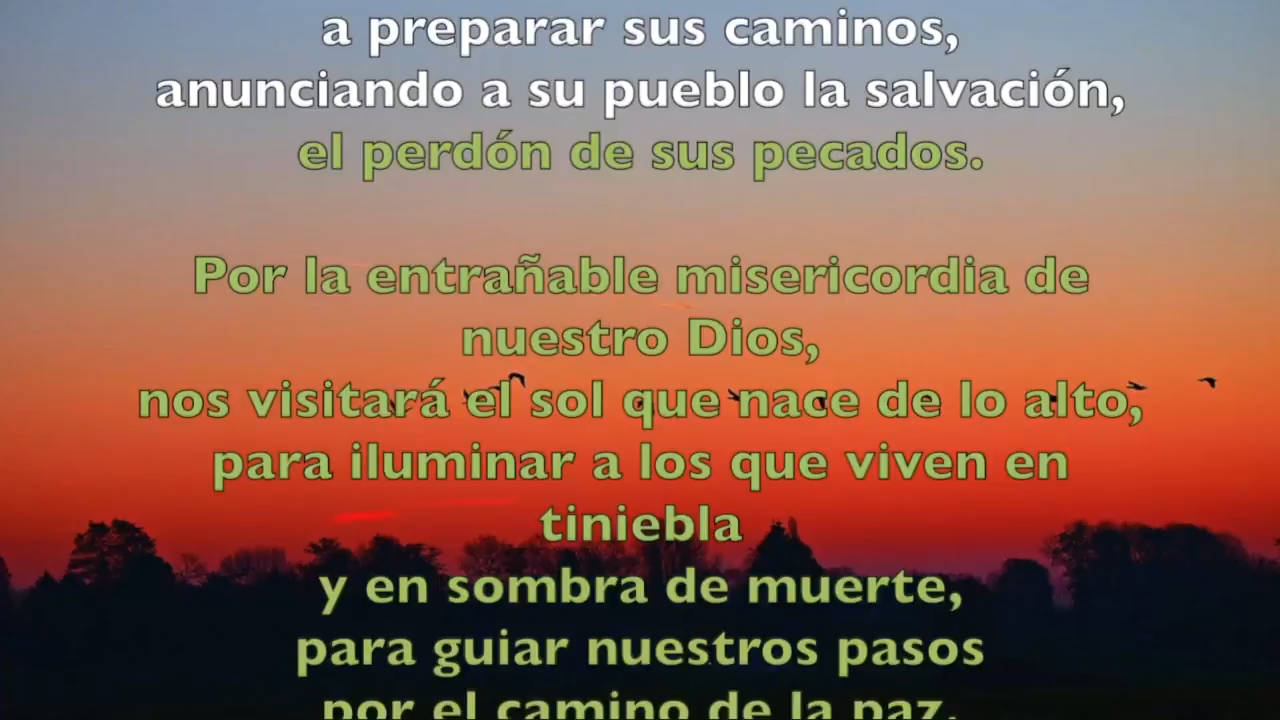 a preparar sus caminos,
anunciando a su pueblo la salvación,
el perdón de sus pecados.
Por la entrañable misericordia de
nuestro Dios,
nos visitará el sol que nace de lo alto,
para iluminar a los que viven en
tiniebla
y en sombra de muerte,
para guiar nuestros pasos
por el camino de la paz.